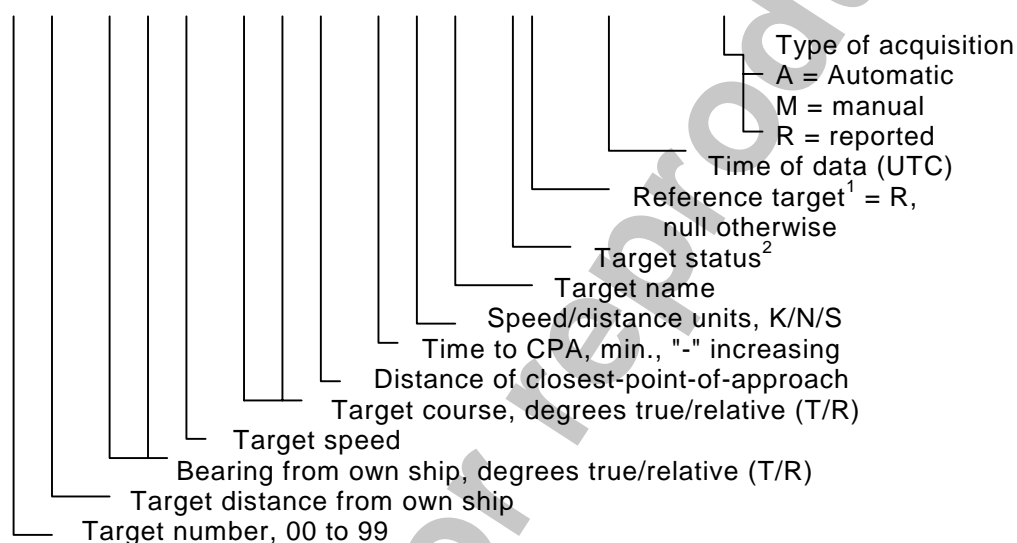 Type of acquisition
A = Automatic
M = manual
R = reported
Time of data (UTC)
Reference target1 = R,
null otherwise
Target status2
Target name
Speed/distance units, K/N/S
Time to CPA, min., "-" increasing
Distance of closest-point-of-approach
Target course, degrees true/relative (T/R)
Target speed
Bearing from own ship, degrees true/relative (T/R)
Target distance from own ship
Target number, 00 to 99
or reprodu